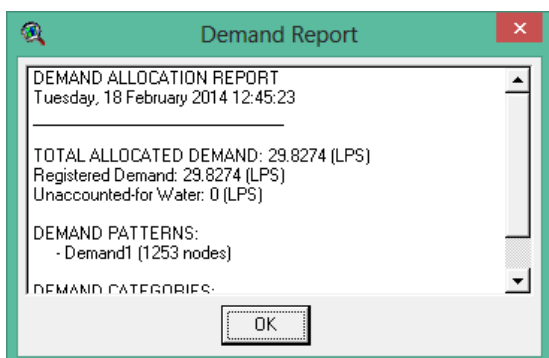 Demand Report
DEMAND ALLOCATION REPORT
Tuesday, 18 February 2014 12:45:23
TOTAL ALLOCATED DEMAND: 29.8274 (LPS)
Registered Demand: 29.8274 (LPS)
Unaccounted-for Water: 0 (LPS)
DEMAND PATTERNS:
- Demand1 (1253 nodes)
DEMAND CATEGORIES:
OK